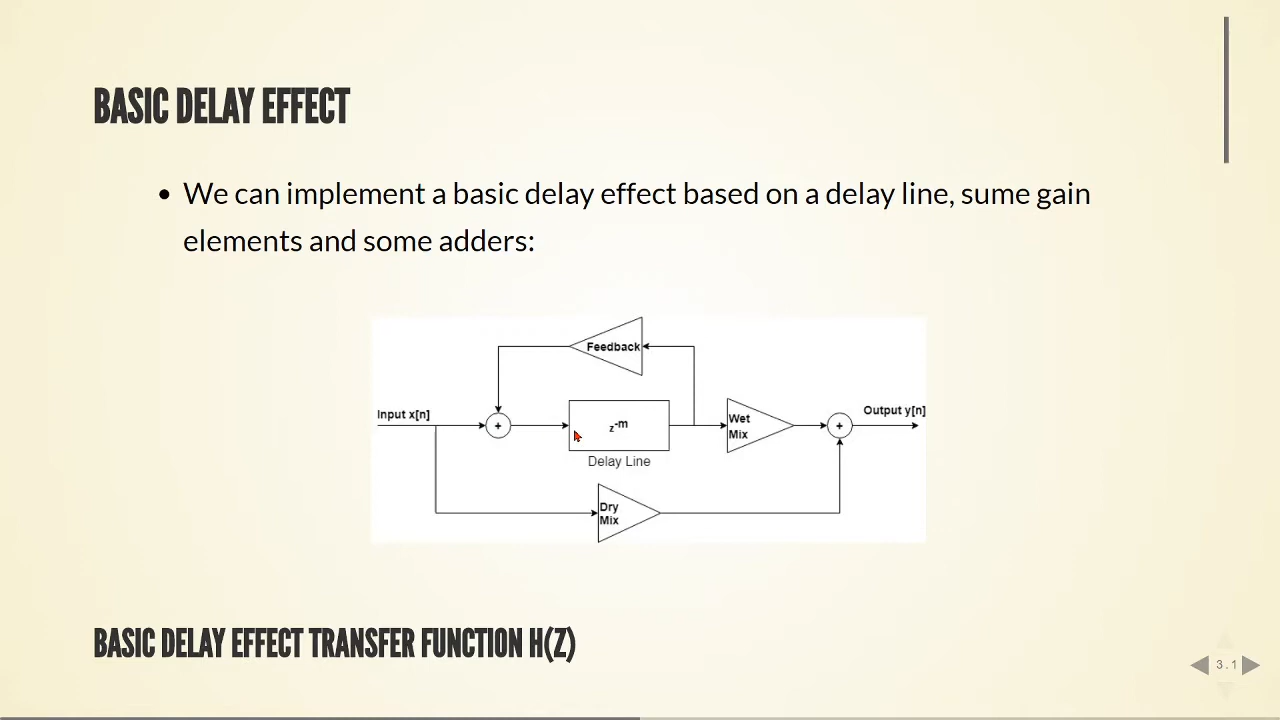 BASIC DELAY EFFECT
• We can implement a basic delay effect based on a delay line, sume gain
elements and some adders:
Feedback
Input x[n]
+
z-m
Delay Line
Wet
Mix
+
Output y[n]
Dry
Mix
BASIC DELAY EFFECT TRANSFER FUNCTION H(Z)
3.1